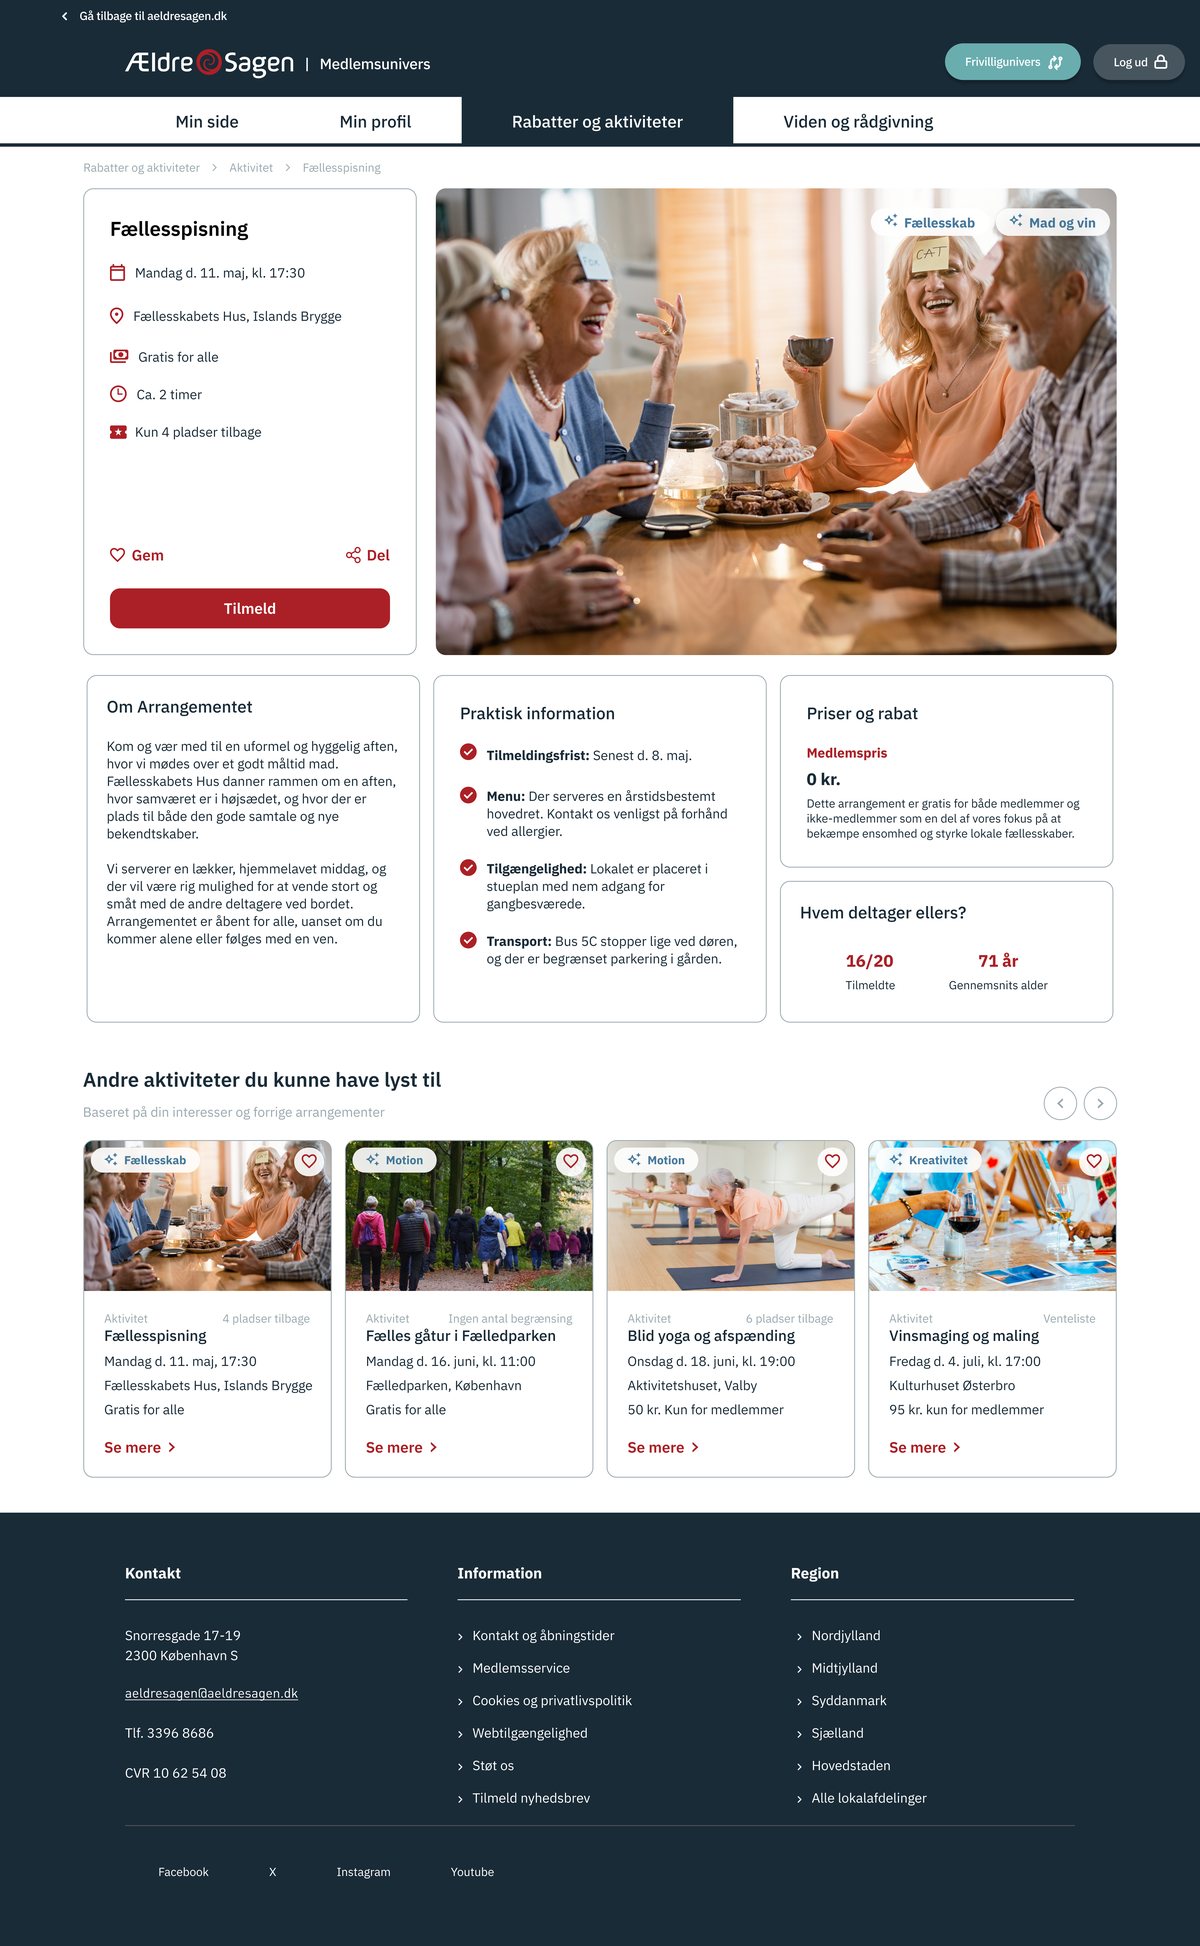 Gå tilbage til aeldresagen.dk
ÆldreSagen | Medlemsunivers
Frivilligunivers
Log ud
Min side
Min profil
Rabatter og aktiviteter
Viden og rådgivning
Rabatter og aktiviteter > Aktivitet > Fællesspisning
Fællesspisning
Mandag d. 11. maj, kl. 17:30
Fællesskabets Hus, Islands Brygge
Gratis for alle
Ca. 2 timer
Kun 4 pladser tilbage
Gem
Del
Tilmeld
Fællesskab
Mad og vin
FOX
CAT
Om Arrangementet
Kom og vær med til en uformel og hyggelig aften,
hvor vi mødes over et godt måltid mad.
Fællesskabets Hus danner rammen om en aften,
hvor samværet er i højsædet, og hvor der er
plads til både den gode samtale og nye
bekendtskaber.
Vi serverer en lækker, hjemmelavet middag, og
der vil være rig mulighed for at vende stort og
småt med de andre deltagere ved bordet.
Arrangementet er åbent for alle, uanset om du
kommer alene eller følges med en ven.
Praktisk information
Tilmeldingsfrist: Senest d. 8. maj.
Menu: Der serveres en årstidsbestemt
hovedret. Kontakt os venligst på forhånd
ved allergier.
Tilgængelighed: Lokalet er placeret i
stueplan med nem adgang for
gangbesværede.
Transport: Bus 5C stopper lige ved døren,
og der er begrænset parkering i gården.
Priser og rabat
Medlemspris
0 kr.
Dette arrangement er gratis for både medlemmer og
ikke-medlemmer som en del af vores fokus på at
bekæmpe ensomhed og styrke lokale fællesskaber.
Hvem deltager ellers?
16/20
Tilmeldte
71 år
Gennemsnits alder
Andre aktiviteter du kunne have lyst til
Baseret på din interesser og forrige arrangementer
Fællesskab
Aktivitet
4 pladser tilbage
Fællesspisning
Mandag d. 11. maj, 17:30
Fællesskabets Hus, Islands Brygge
Gratis for alle
Se mere
Motion
Aktivitet
Ingen antal begrænsing
Fælles gåtur i Fælledparken
Mandag d. 16. juni, kl. 11:00
Fælledparken, København
Gratis for alle
Se mere
Motion
Aktivitet
6 pladser tilbage
Blid yoga og afspænding
Onsdag d. 18. juni, kl. 19:00
Aktivitetshuset, Valby
50 kr. Kun for medlemmer
Se mere
Kreativitet
Aktivitet
Venteliste
Vinsmaging og maling
Fredag d. 4. juli, kl. 17:00
Kulturhuset Østerbro
95 kr. kun for medlemmer
Se mere
Kontakt
Snorresgade 17-19
2300 København S
aeldresagen@aeldresagen.dk
Tlf. 3396 8686
CVR 10 62 54 08
Information
Kontakt og åbningstider
Medlemsservice
Cookies og privatlivspolitik
Webtilgængelighed
Støt os
Tilmeld nyhedsbrev
Region
Nordjylland
Midtjylland
Syddanmark
Sjælland
Hovedstaden
Alle lokalafdelinger
Facebook
X
Instagram
Youtube